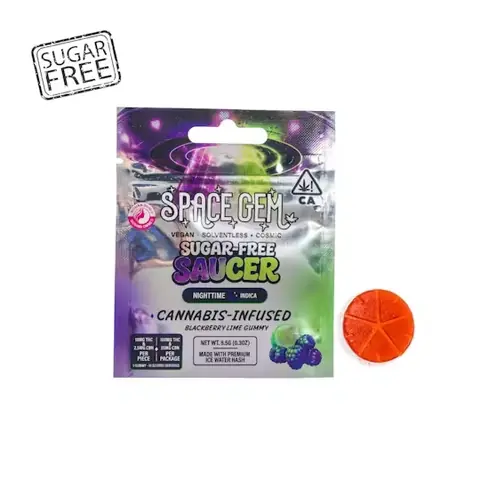 SUGAR
FREE
SPACE GEM
VEGAN • SOLVENTLESS • COSMIC
SUGAR-FREE
SAUCER
CA
NIGHTTIME
INDICA
CANNABIS-INFUSED
BLACKBERRY LIME GUMMY
PER
PIECE
PER
PACKAGE
NET WT. 9.5G (0.3OZ)
MADE WITH PREMIUM
ICE WATER HASH